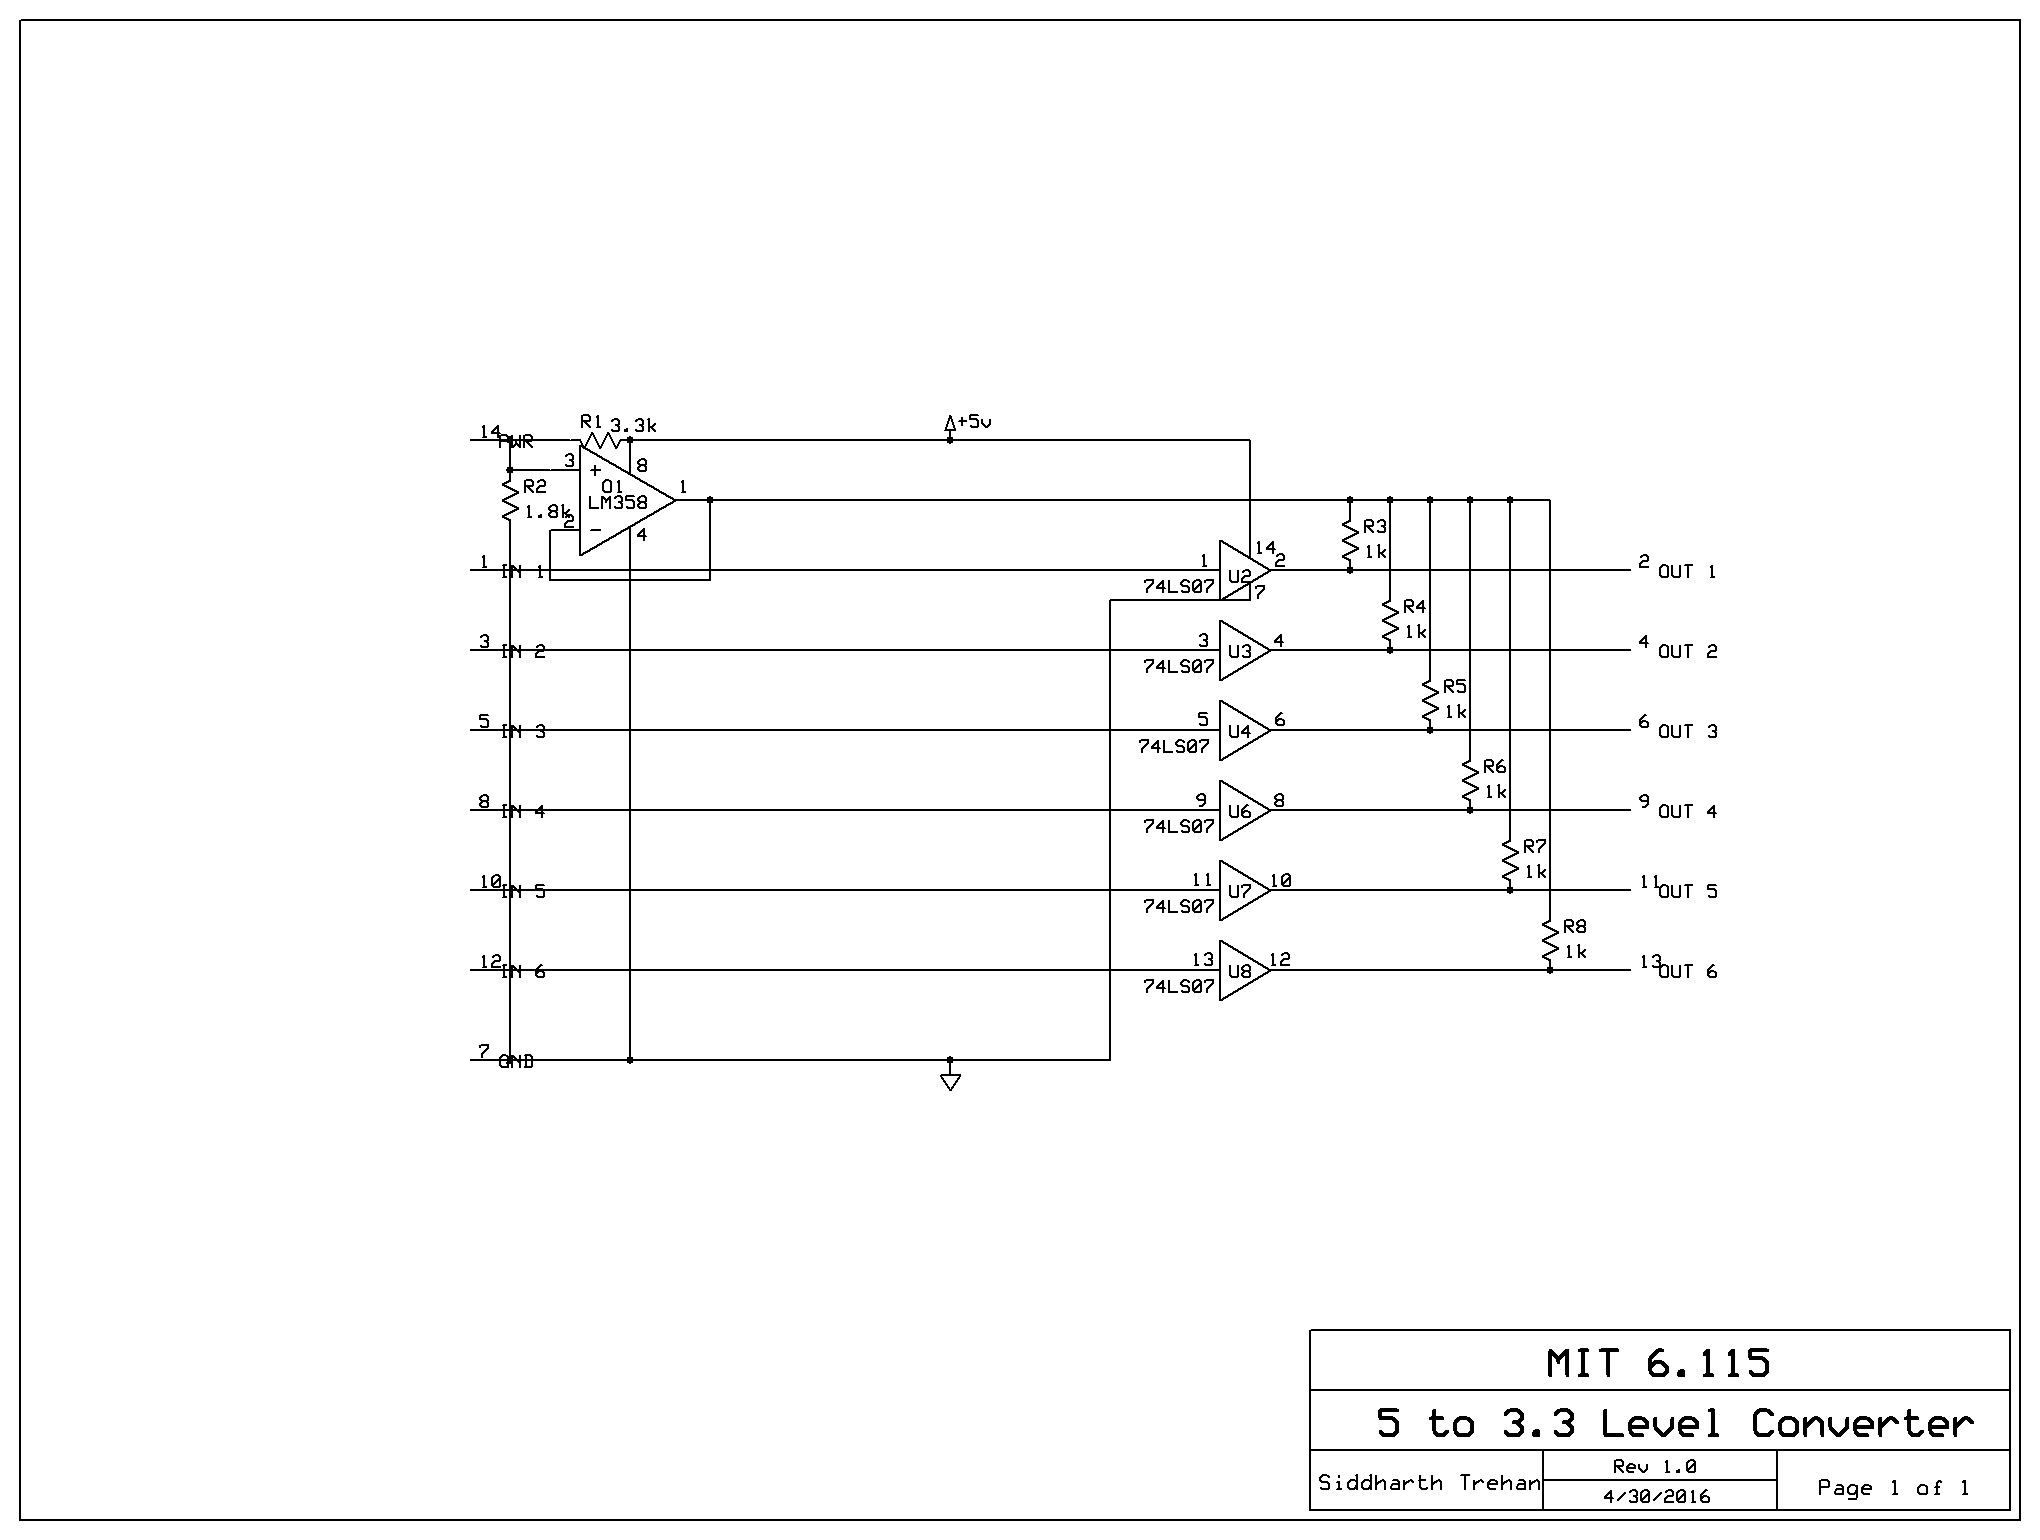 R1 3.3k
+5v
14 PWR
3 + 8
R2 O1 1
LM358
1.8k
2 - 4
R3
1k
1 IN 1 1 U2 14 2 2 OUT 1
74LS07 7
R4
1k
3 IN 2 3 U3 4 4 OUT 2
74LS07
R5
1k
5 IN 3 5 U4 6 6 OUT 3
74LS07
R6
1k
8 IN 4 9 U6 8 9 OUT 4
74LS07
R7
1k
10 IN 5 11 U7 10 11 OUT 5
74LS07
R8
1k
12 IN 6 13 U8 12 13 OUT 6
74LS07
7 GND
MIT 6.115
5 to 3.3 Level Converter
Siddharth Trehan
Rev 1.0
4/30/2016
Page 1 of 1